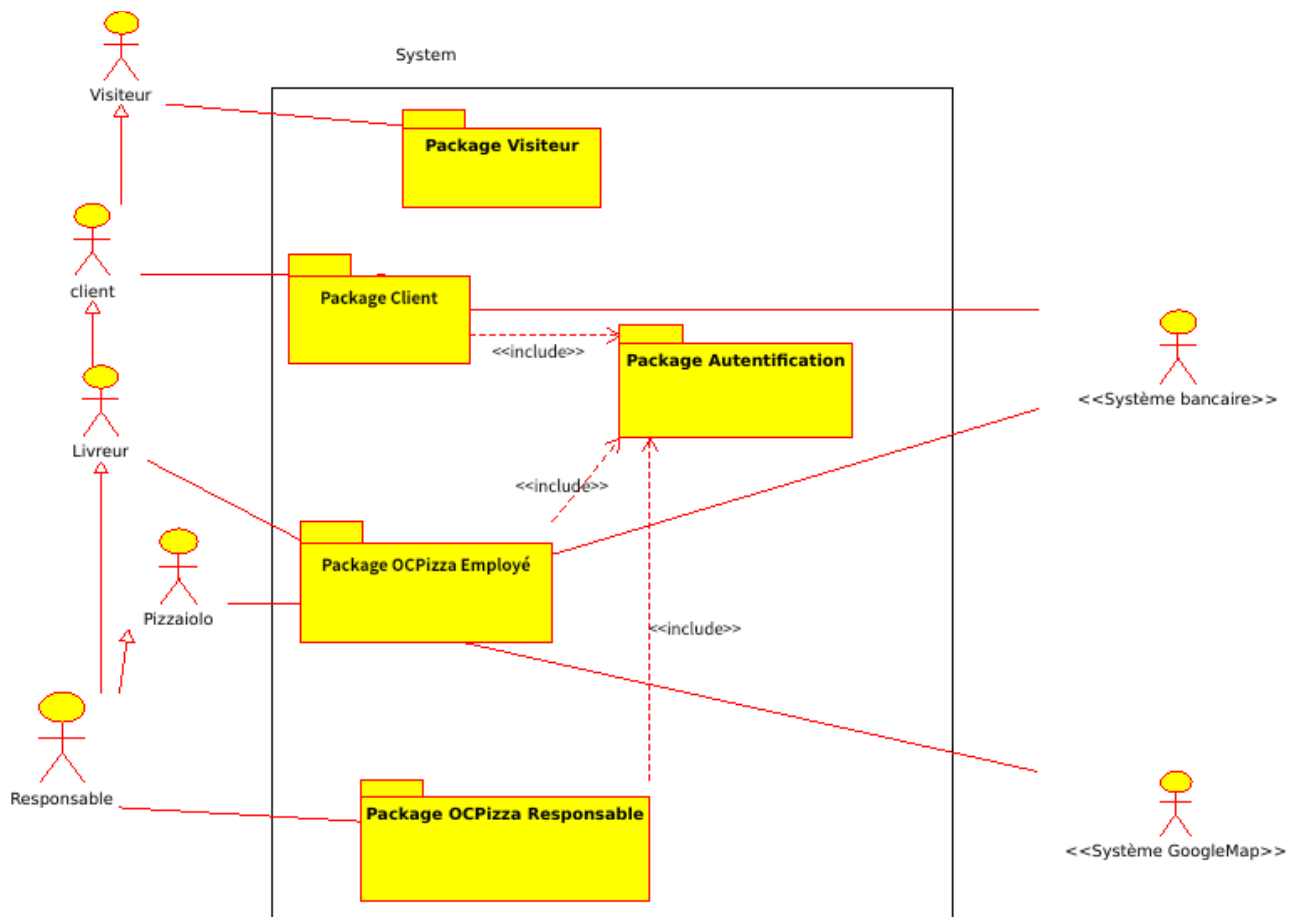 System
Visiteur
Package Visiteur
client
Package Client
<<include>>
Package Autentification
<<Système bancaire>>
Livreur
<<include>>
Package OCPizza Employé
Pizzaiolo
<<include>>
Responsable
Package OCPizza Responsable
<<Système GoogleMap>>